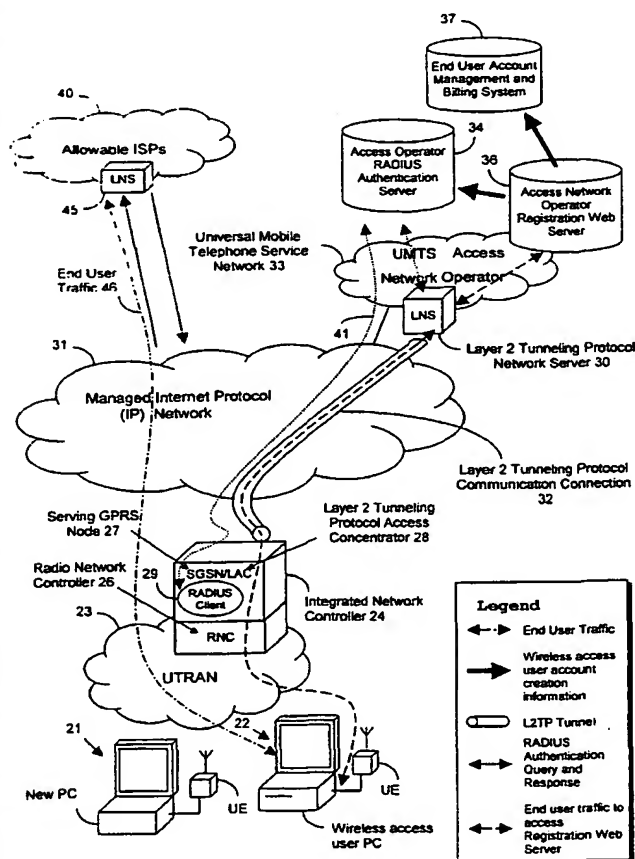 37
End User Account
Management and
Billing System
40
Allowable ISPs
LNS
45
34
Access Operator
RADIUS
Authentication
Server
36
Access Network
Operator
Registration Web
Server
Universal Mobile
Telephone Service
Network 33
UMTS Access
Network Operator
LNS
End User
Traffic 46
41
Layer 2 Tunneling Protocol
Network Server 30
31
Managed Internet Protocol
(IP) Network
Layer 2 Tunneling Protocol
Communication Connection
32
Serving GPRS
Node 27
Layer 2 Tunneling
Protocol Access
Concentrator 28
Radio Network
Controller 26
29
SGSN/LAC
RADIUS
Client
RNC
Integrated Network
Controller 24
23
UTRAN
21
22
New PC
UE
UE
Wireless access
user PC
Legend
End User Traffic
Wireless access
user account
creation
information
L2TP Tunnel
RADIUS
Authentication
Query and
Response
End user traffic to
access
Registration Web
Server